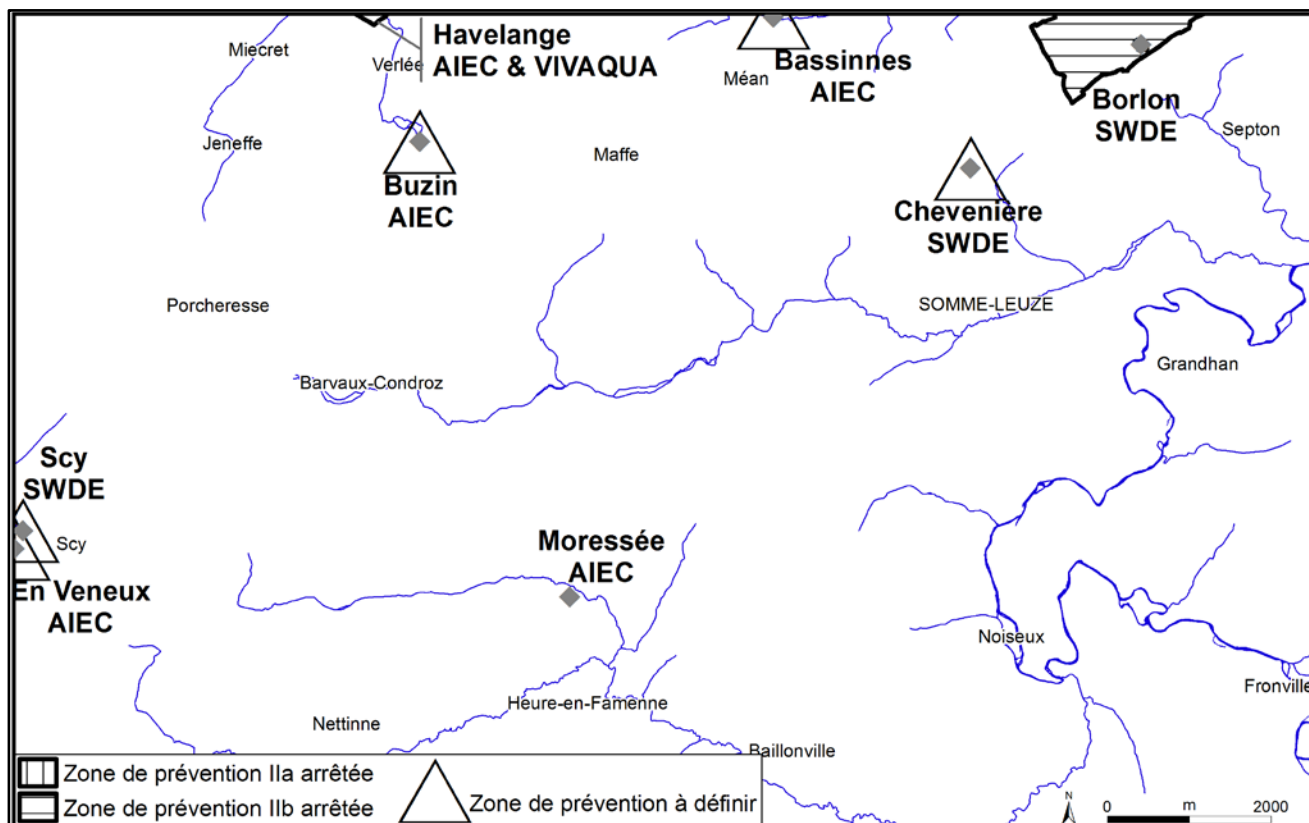 Miecret
Verlée
Havelange
AIEC & VIVAQUA
Méan
Bassinnes
AIEC
Borlon
SWDE
Septon
Jeneffe
Maffe
Buzin
AIEC
Chevenière
SWDE
Porcheresse
SOMME-LEUZE
Grandhan
Barvaux-Condroz
Scy
SWDE
Scy
En Veneux
AIEC
Moressée
AIEC
Noiseux
Fronville
Heure-en-Famenne
Nettinne
Baillonville
Zone de prévention IIa arrêtée
Zone de prévention IIb arrêtée
Zone de prévention à définir
N
0 m 2000